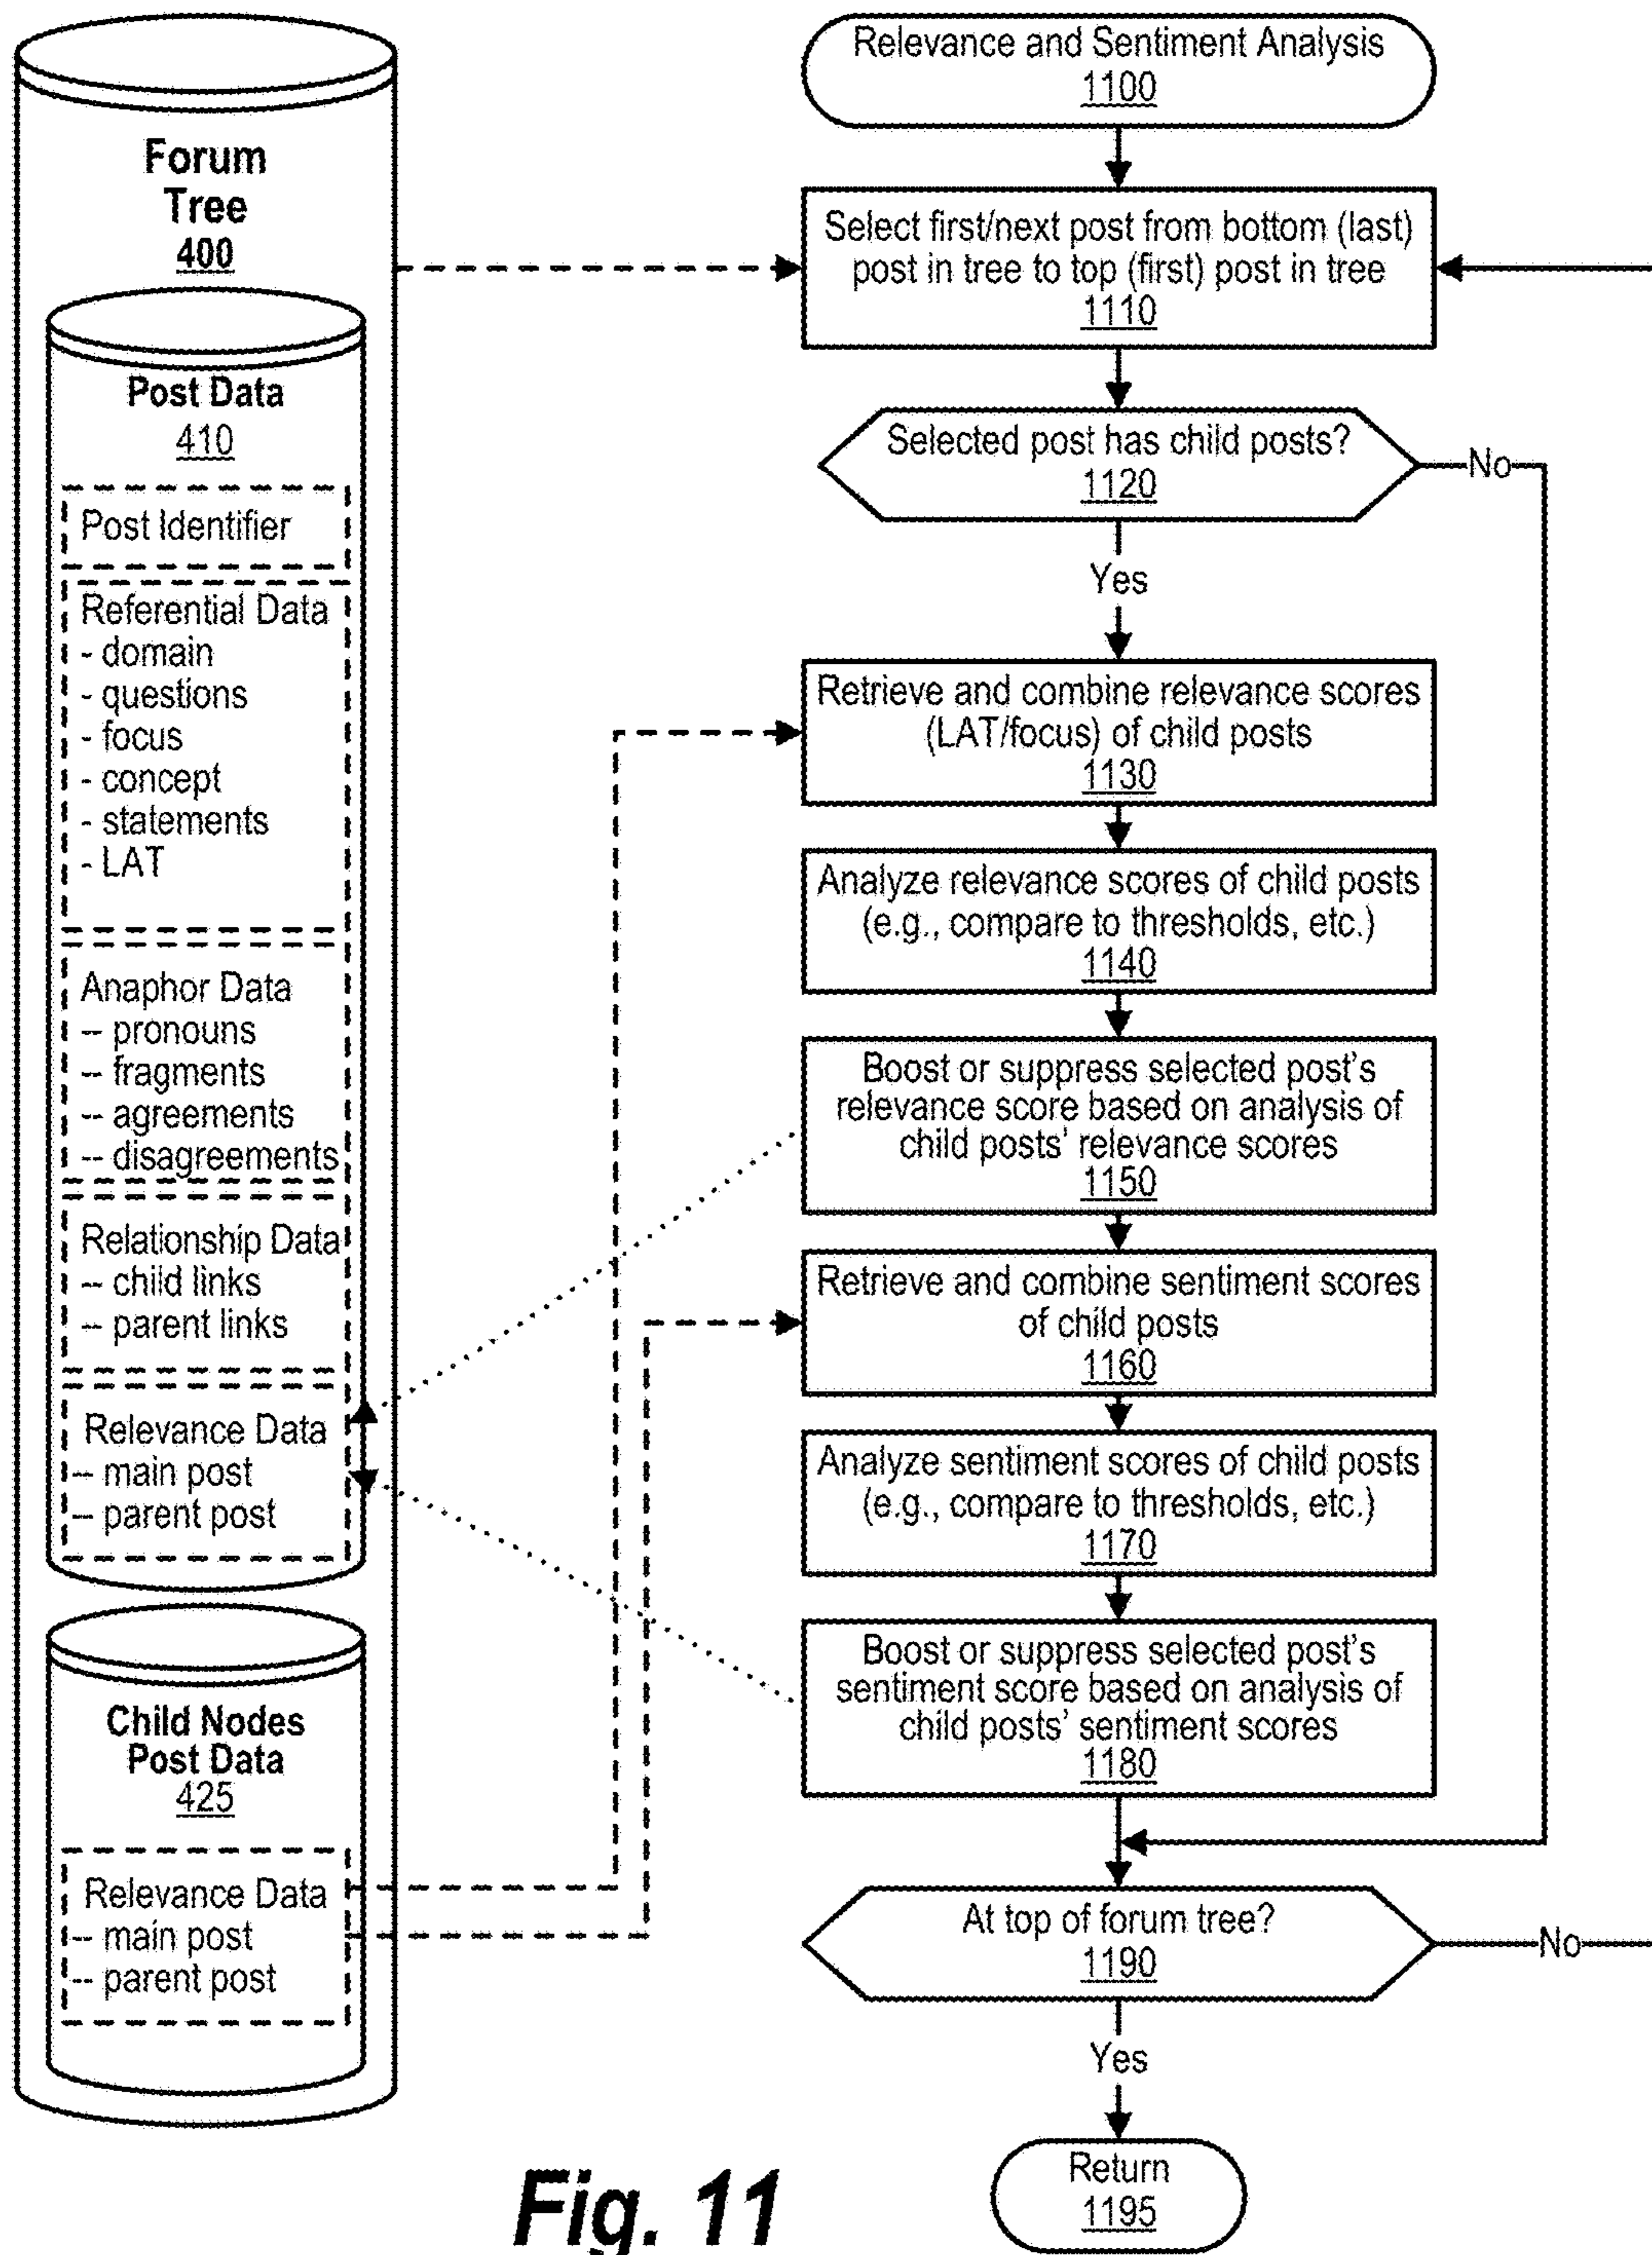 Forum
Tree
400
Post Data
410
Post Identifier
Referential Data
- domain
- questions
- focus
- concept
- statements
- LAT
Anaphor Data
-- pronouns
-- fragments
-- agreements
-- disagreements
Relationship Data
-- child links
-- parent links
Relevance Data
-- main post
-- parent post
Child Nodes
Post Data
425
Relevance Data
-- main post
-- parent post
Relevance and Sentiment Analysis
1100
Select first/next post from bottom (last)
post in tree to top (first) post in tree
1110
Selected post has child posts?
1120
No
Yes
Retrieve and combine relevance scores
(LAT/focus) of child posts
1130
Analyze relevance scores of child posts
(e.g., compare to thresholds, etc.)
1140
Boost or suppress selected post's
relevance score based on analysis of
child posts' relevance scores
1150
Retrieve and combine sentiment scores
of child posts
1160
Analyze sentiment scores of child posts
(e.g., compare to thresholds, etc.)
1170
Boost or suppress selected post's
sentiment score based on analysis of
child posts' sentiment scores
1180
At top of forum tree?
1190
No
Yes
Return
1195
Fig. 11